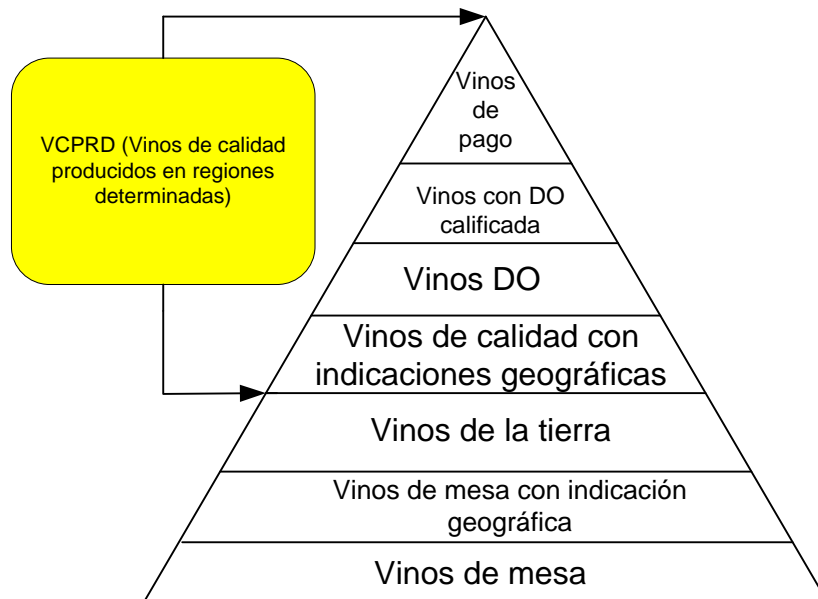 VCPRD (Vinos de calidad
producidos en regiones
determinadas)
Vinos
de
pago
Vinos con DO
calificada
Vinos DO
Vinos de calidad con
indicaciones geográficas
Vinos de la tierra
Vinos de mesa con indicación
geográfica
Vinos de mesa